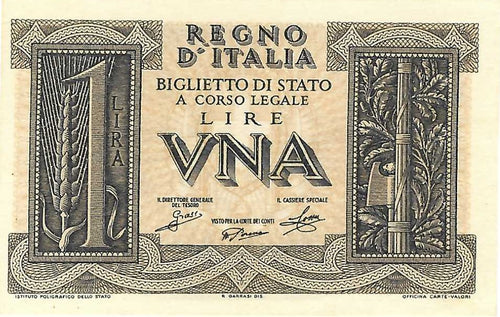 REGNO
D'ITALIA
BIGLIETTO DI STATO
A CORSO LEGALE
LIRE
VNA
1
LIRA
IL DIRETTORE GENERALE
DEL TESORO
IL CASSIERE SPECIALE
VISTO PER LA CORTE DEI CONTI
ISTITUTO POLIGRAFICO DELLO STATO
R. GARRASI DIS.
OFFICINA CARTE-VALORI